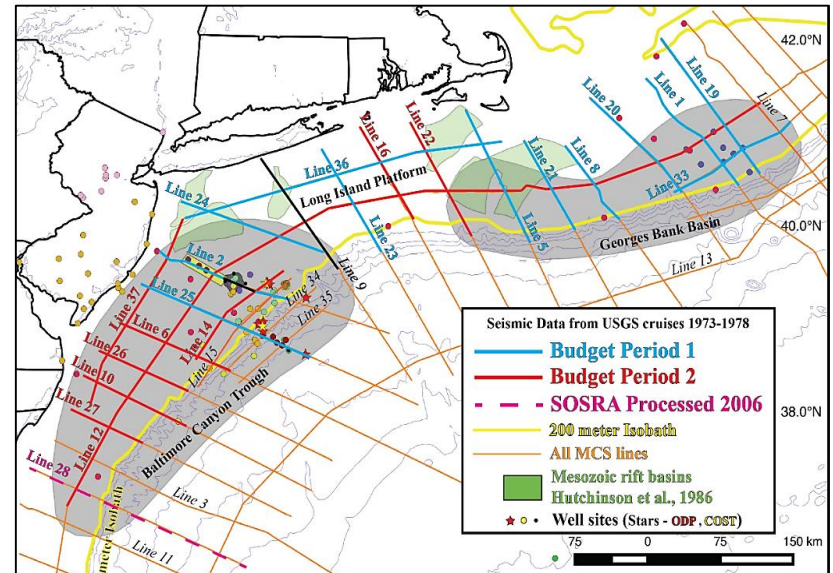 42.0°N
Line 19
Line 1
Line 20
Line 7
Line 22
Line 16
Line 36
Line 8
Line 21
Long Island Platform
Line 24
Line 33
40.0°N
Georges Bank Basin
Line 5
Line 23
Line 13
Line 2
Line 9
Line 34
Line 25
Line 35
Line 37
Line 14
Line 6
Line 15
Line 26
Line 10
Line 27
Line 12
Baltimore Canyon Trough
Line 28
Line 3
Line 11
meter Isobath
38.0°N
Seismic Data from USGS cruises 1973-1978
Budget Period 1
Budget Period 2
SOSRA Processed 2006
200 meter Isobath
All MCS lines
Mesozoic rift basins
Hutchinson et al., 1986
Well sites (Stars - ODP, COST)
75 0 75 150 km